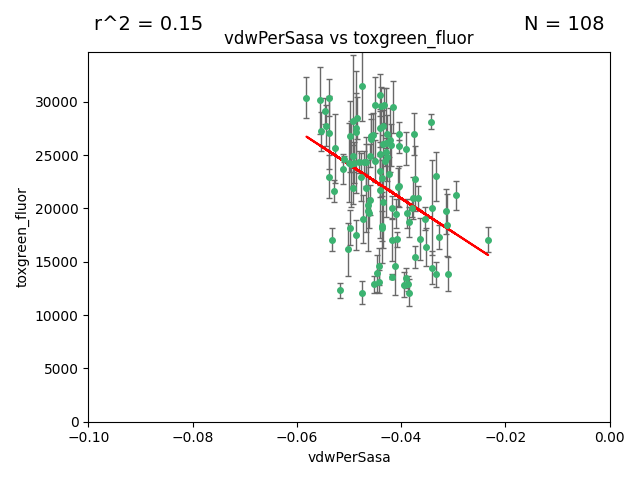 r^2 = 0.15
N = 108
vdwPerSasa vs toxgreen_fluor
30000
25000
20000
15000
10000
5000
0
toxgreen_fluor
−0.10
−0.08
−0.06
−0.04
−0.02
0.00
vdwPerSasa